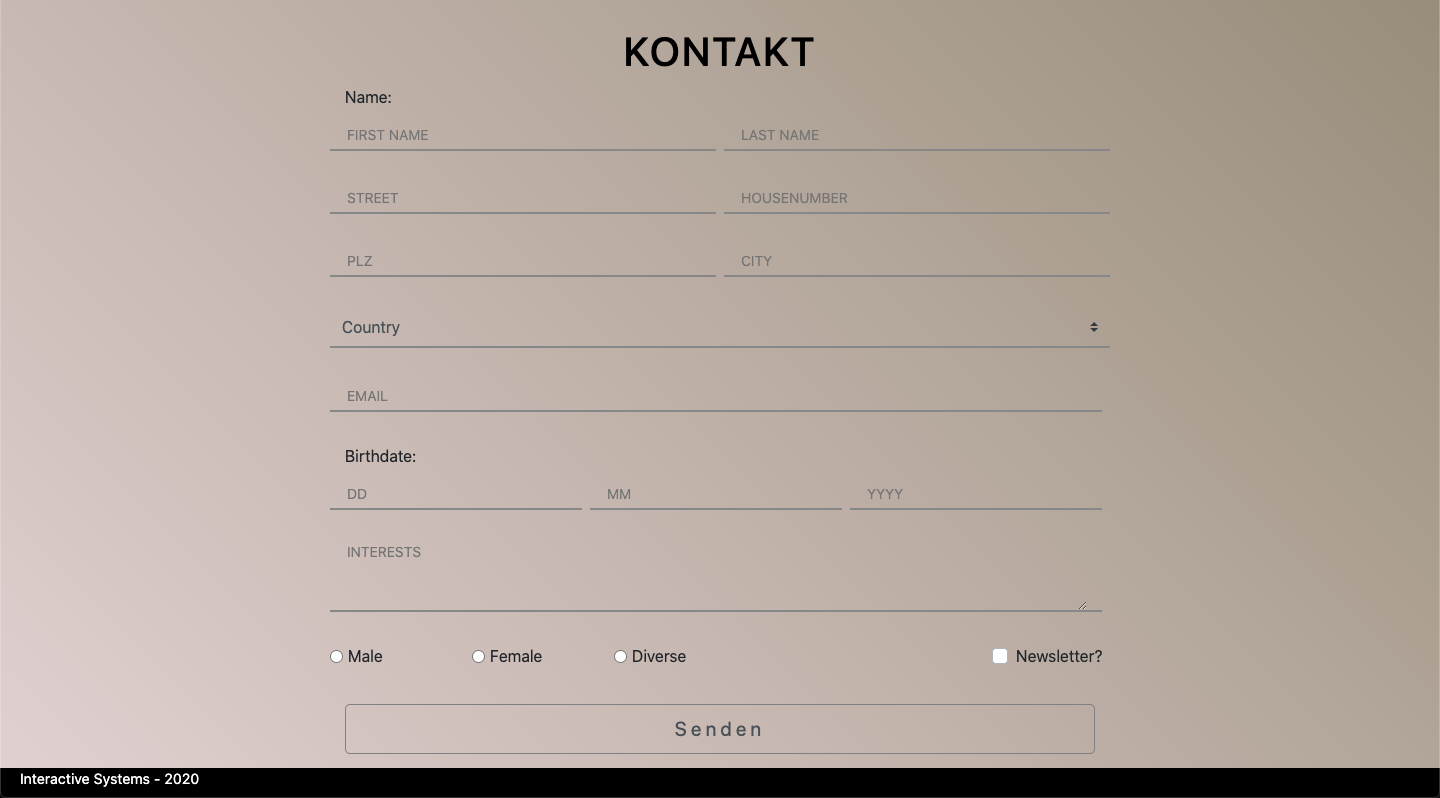 KONTAKT
Name:
FIRST NAME LAST NAME
STREET HOUSENUMBER
PLZ CITY
Country
EMAIL
Birthdate:
DD MM YYYY
INTERESTS
Male Female Diverse Newsletter?
Senden
Interactive Systems - 2020